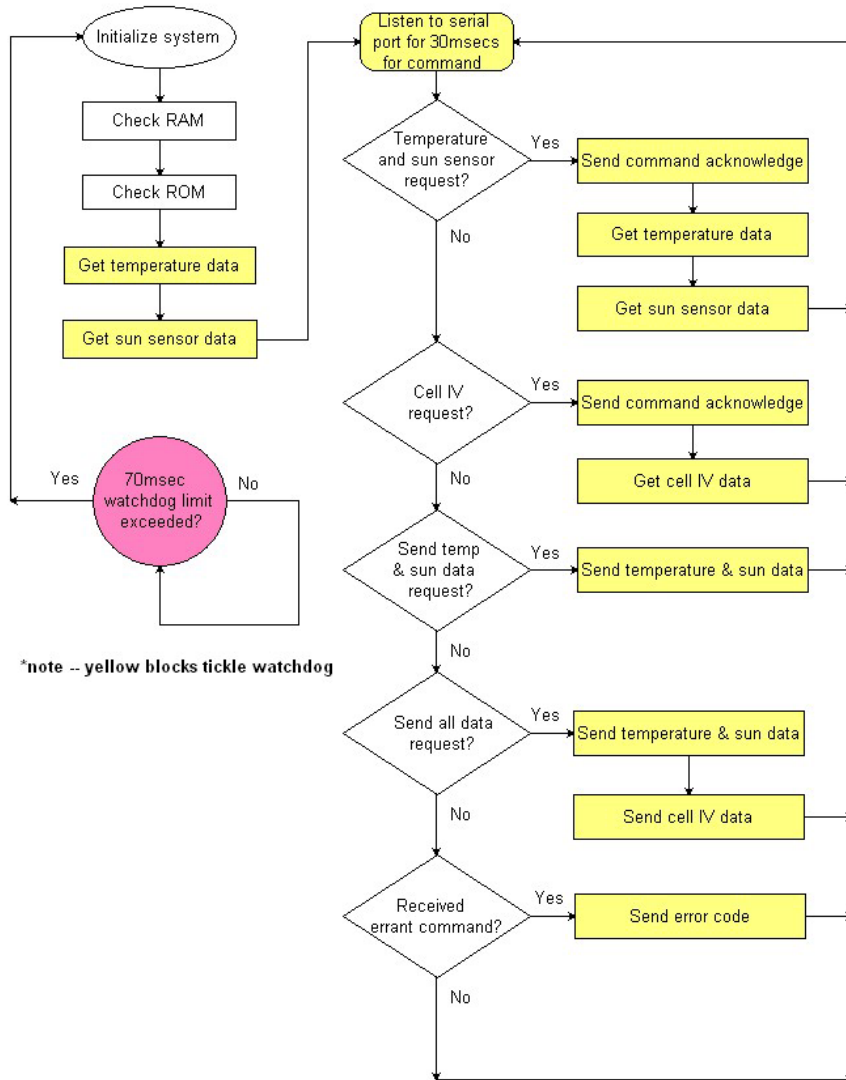 Initialize system
Check RAM
Check ROM
Get temperature data
Get sun sensor data
70msec
watchdog limit
exceeded?
Yes
No
*note -- yellow blocks tickle watchdog
Listen to serial
port for 30msecs
for command
Temperature
and sun sensor
request?
Yes
No
Send command acknowledge
Get temperature data
Get sun sensor data
Cell IV
request?
Yes
No
Send command acknowledge
Get cell IV data
Send temp
& sun data
request?
Yes
No
Send temperature & sun data
Send all data
request?
Yes
No
Send temperature & sun data
Send cell IV data
Received
errant command?
Yes
No
Send error code